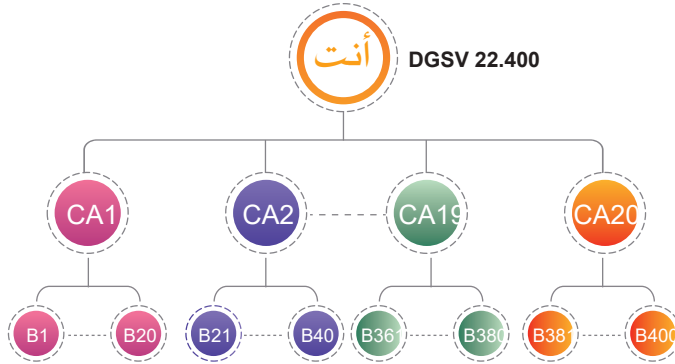 أنت
DGSV 22.400
CA1
CA2
CA19
CA20
B1
B20
B21
B40
B361
B380
B381
B400